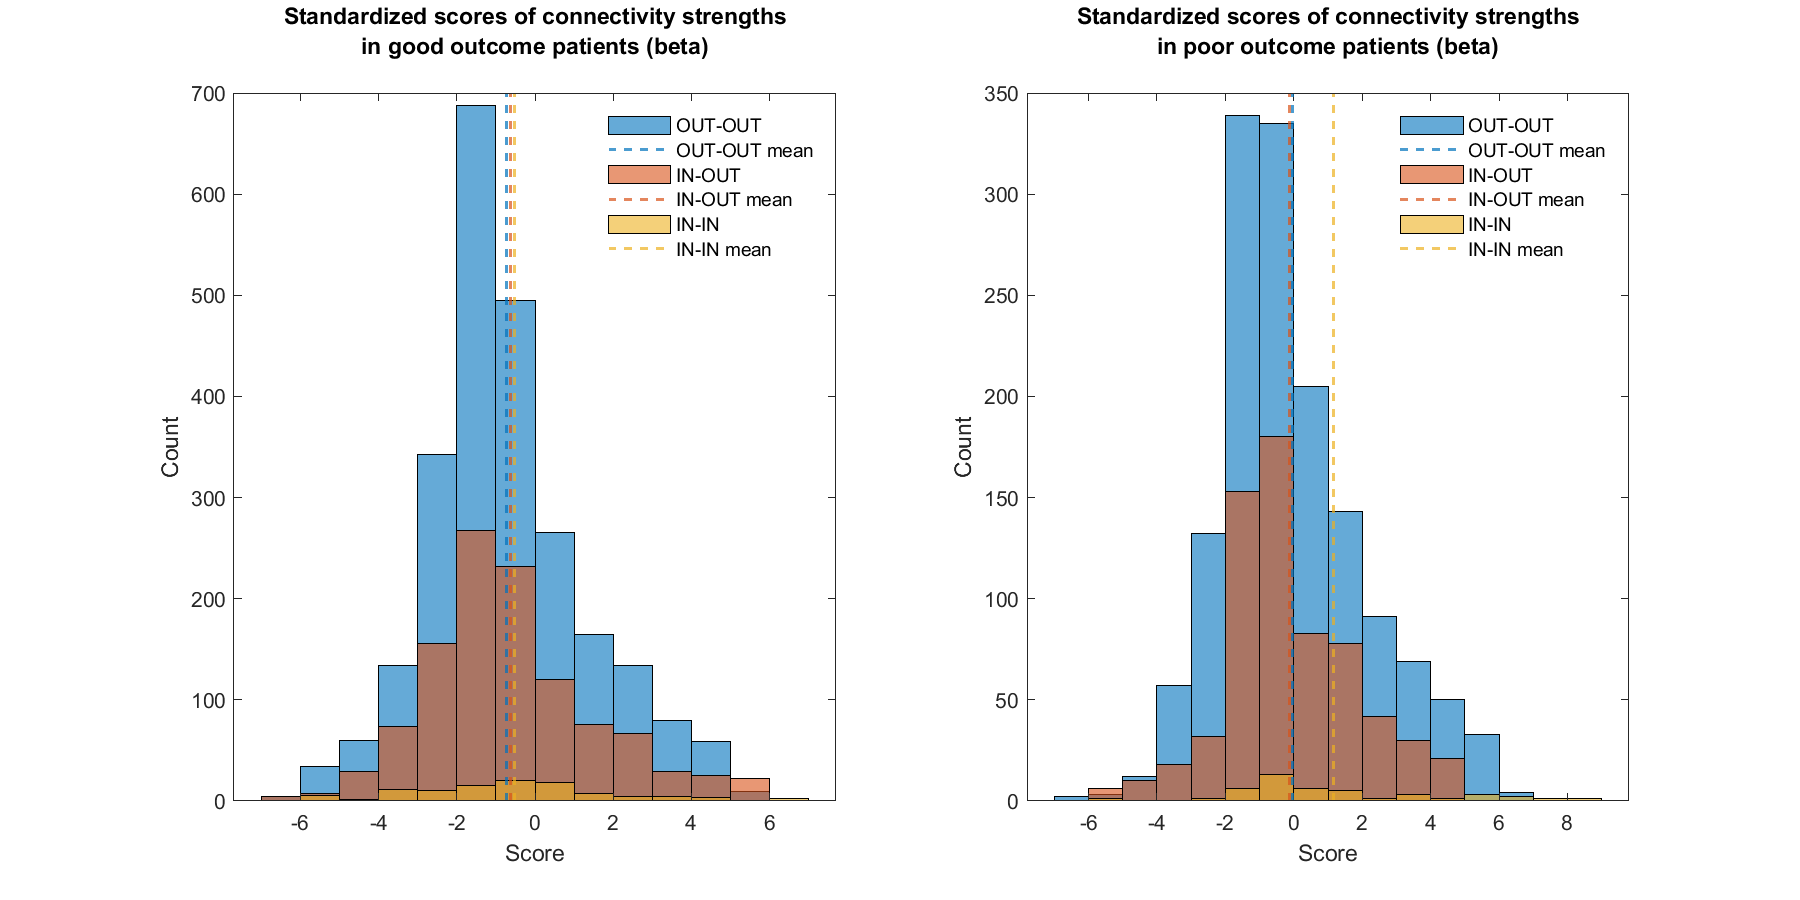 Standardized scores of connectivity strengths
in good outcome patients (beta)
700
600
500
400
300
200
100
0
Count
-6 -4 -2 0 2 4 6
Score
OUT-OUT
OUT-OUT mean
IN-OUT
IN-OUT mean
IN-IN
IN-IN mean
Standardized scores of connectivity strengths
in poor outcome patients (beta)
350
300
250
200
150
100
50
0
Count
-6 -4 -2 0 2 4 6 8
Score
OUT-OUT
OUT-OUT mean
IN-OUT
IN-OUT mean
IN-IN
IN-IN mean